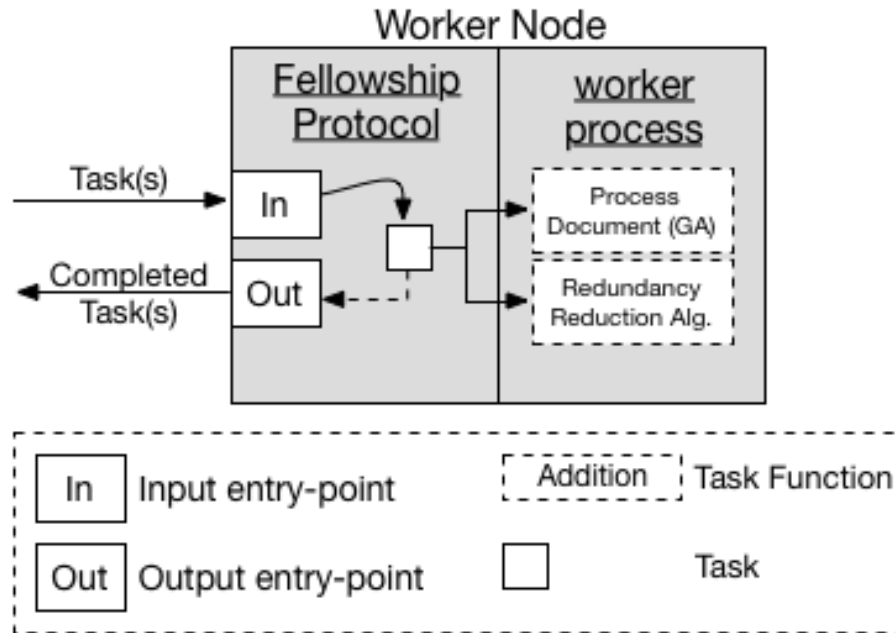 Worker Node
Fellowship
Protocol
worker
process
Task(s)
In
Process
Document (GA)
Completed
Task(s)
Out
Redundancy
Reduction Alg.
In
Input entry-point
Addition
Task Function
Out
Output entry-point
Task